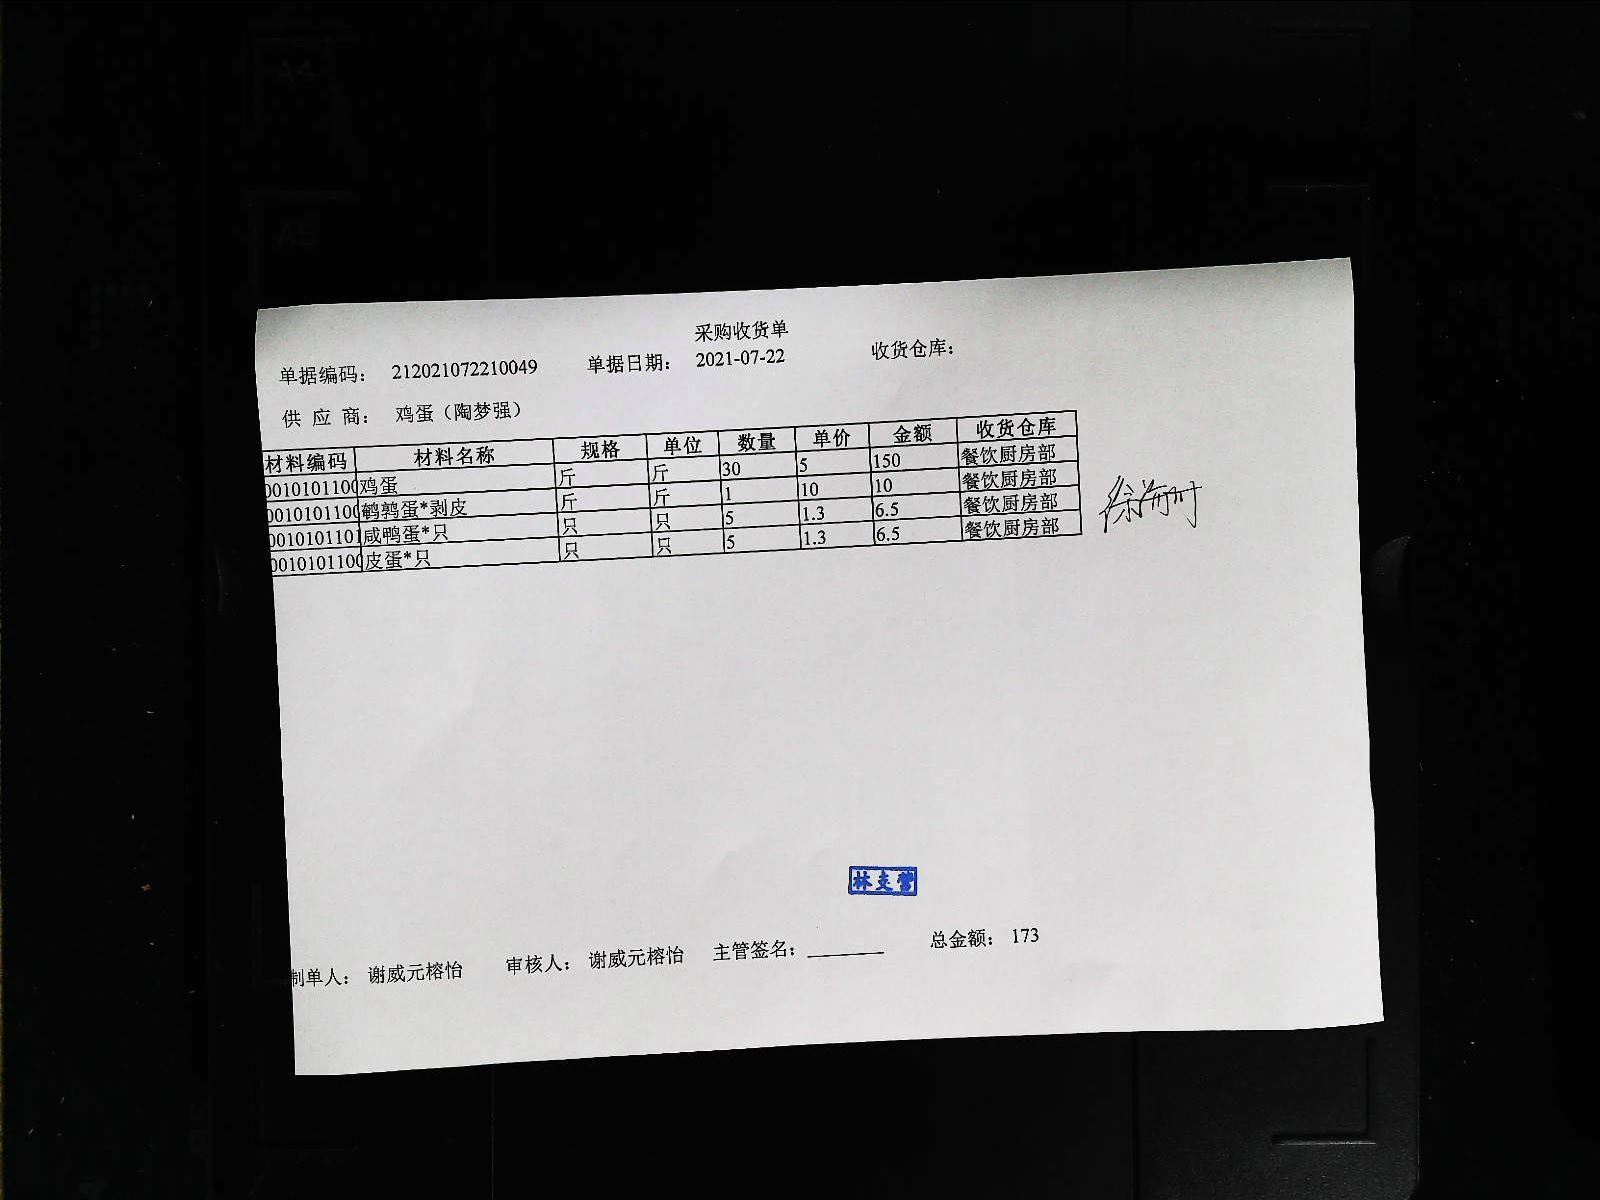 采购收货单
单据编码： 212021072210049 单据日期： 2021-07-22 收货仓库：
供 应 商： 鸡蛋（陶梦强）
材料编码 材料名称 规格 单位 数量 单价 金额 收货仓库
0010101100 鸡蛋 斤 斤 30 5 150 餐饮厨房部
0010101100 鹌鹑蛋*剥皮 斤 斤 1 10 10 餐饮厨房部
0010101101 咸鸭蛋*只 只 只 5 1.3 6.5 餐饮厨房部
0010101100 皮蛋*只 只 只 5 1.3 6.5 餐饮厨房部
林支营
制单人： 谢威元榕怡 审核人： 谢威元榕怡 主管签名： 总金额： 173